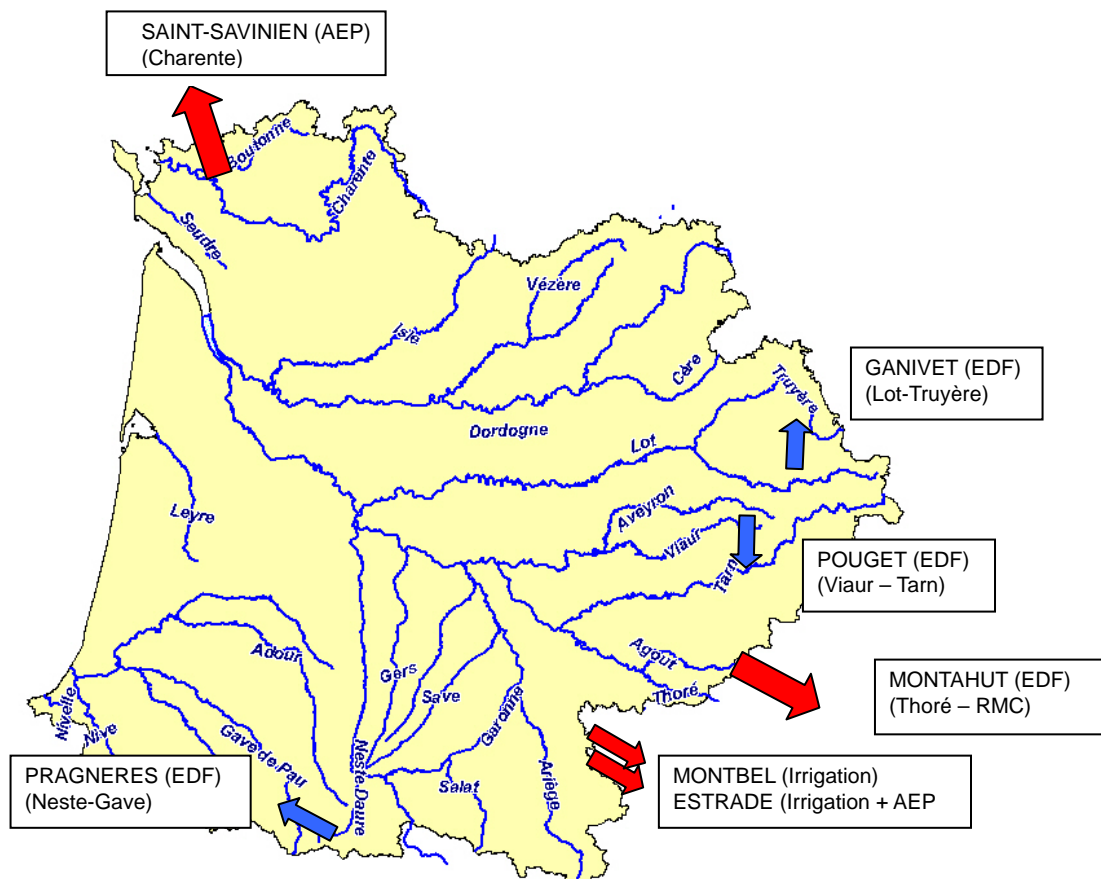 SAINT-SAVINIEN (AEP)
(Charente)
Boutonne
Charente
Seudre
Vézère
Isle
Cère
Truyère
GANIVET (EDF)
(Lot-Truyère)
Dordogne
Lot
Leyre
Aveyron
Viaur
POUGET (EDF)
(Viaur – Tarn)
Tarn
Adour
Agout
Gers
Save
Thoré
MONTAHUT (EDF)
(Thoré – RMC)
Nivelle
Nive
Garonne
Gave de Pau
Neste Daure
Salat
Ariège
PRAGNERES (EDF)
(Neste-Gave)
MONTBEL (Irrigation)
ESTRADE (Irrigation + AEP